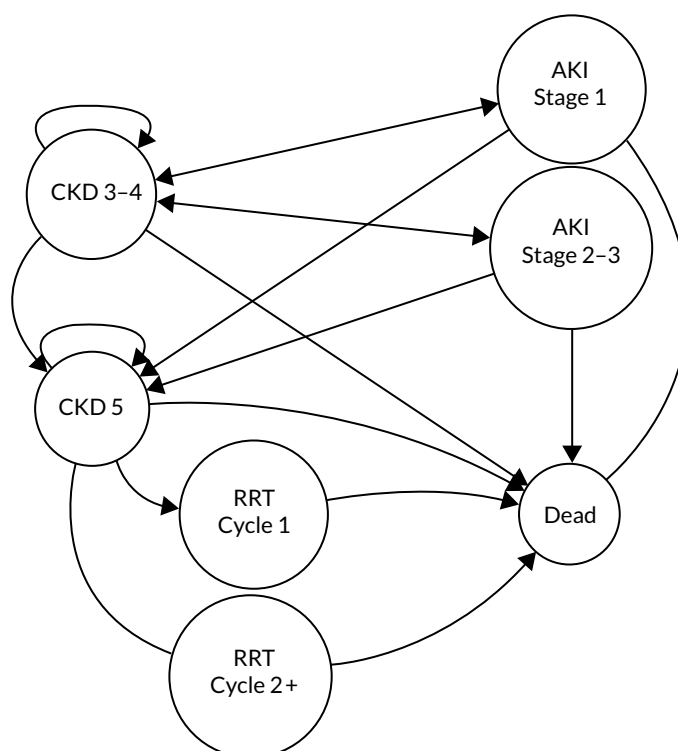 AKI
Stage 1
CKD 3–4
AKI
Stage 2–3
CKD 5
RRT
Cycle 1
Dead
RRT
Cycle 2+